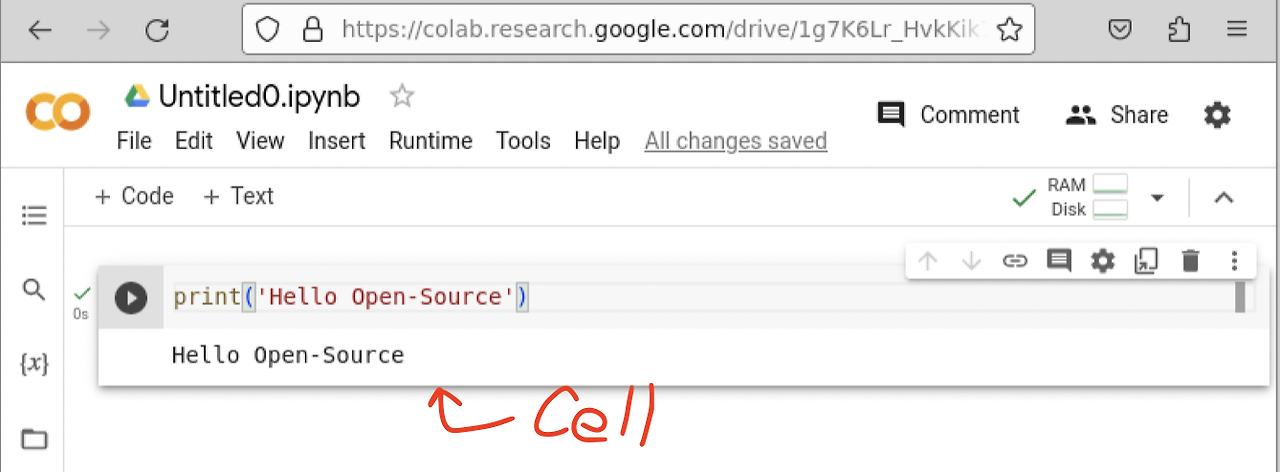 https://colab.research.google.com/drive/1g7K6Lr_HvkKik
Untitled0.ipynb
Comment Share
File Edit View Insert Runtime Tools Help All changes saved
+ Code + Text
RAM
Disk
print('Hello Open-Source')
0s
{x}
Hello Open-Source
Cell